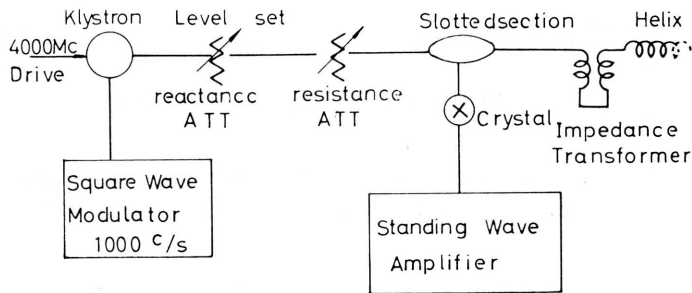 Klystron
Level set
Slottedsection
Helix
4000Mc
Drive
reactancc
ATT
resistance
ATT
Crystal
Impedance
Transformer
Square Wave
Modulator
1000 c/s
Standing Wave
Amplifier